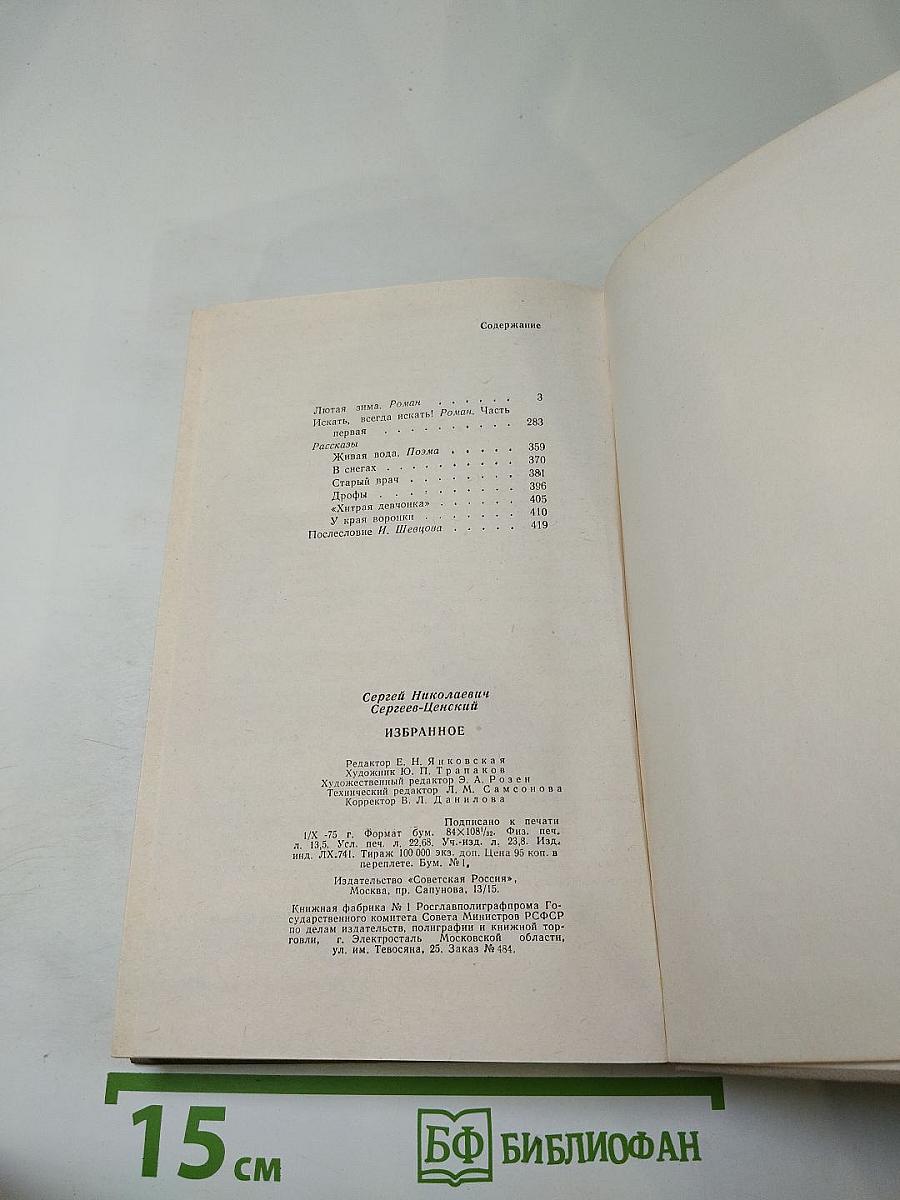 Содержание
Лютая зима. Роман . . . . . . 3
Искать, всегда искать! Роман. Часть
первая . . . . . . . . . . 283
Рассказы
Живая вода. Поэма . . . . . 359
В снегах . . . . . . . . . . 370
Старый врач . . . . . . . . 381
Дрофы . . . . . . . . . . . 396
«Хитрая девчонка» . . . . . . 405
У края воронки . . . . . . . 410
Послесловие И. Шевцова . . . . . 419
Сергей Николаевич
Сергеев-Ценский
ИЗБРАННОЕ
Редактор Е. Н. Янковская
Художник Ю. П. Трапаков
Художественный редактор Э. А. Розен
Технический редактор Л. М. Самсонова
Корректор В. Л. Данилова
Подписано к печати
1/X -75 г. Формат бум. 84×108 1/32. Физ. печ.
л. 13,5. Усл. печ. л. 22,68. Уч.-изд. л. 23,8. Изд.
инд. ЛХ-741. Тираж 100 000 экз. доп. Цена 95 коп. в
переплете. Бум. № 1.
Издательство «Советская Россия»,
Москва, пр. Сапунова, 13/15.
Книжная фабрика № 1 Росглавполиграфпрома Го-
сударственного комитета Совета Министров РСФСР
по делам издательств, полиграфии и книжной тор-
говли, г. Электросталь Московской области,
ул. им. Тевосяна, 25. Заказ № 484.
15 см
БФ БИБЛИОФАН